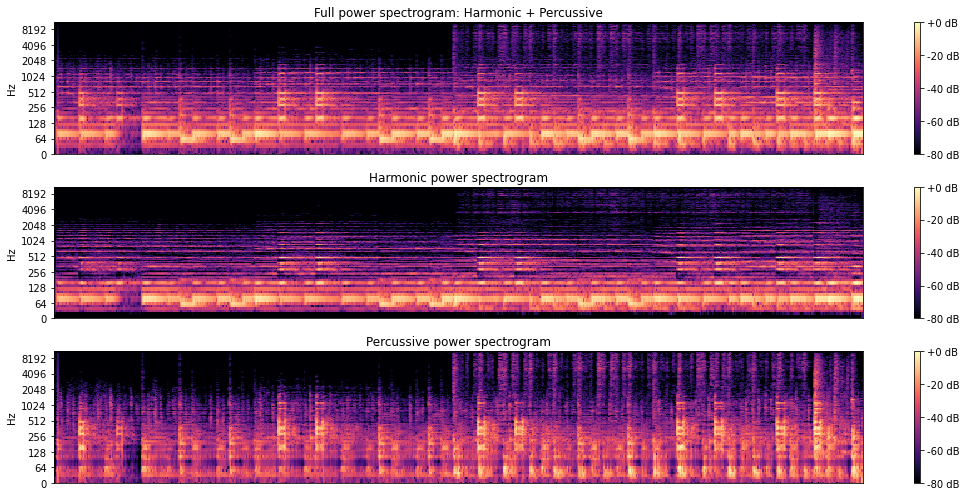 Full power spectrogram: Harmonic + Percussive
Hz
8192
4096
2048
1024
512
256
128
64
0
+0 dB
-20 dB
-40 dB
-60 dB
-80 dB
Harmonic power spectrogram
Hz
8192
4096
2048
1024
512
256
128
64
0
+0 dB
-20 dB
-40 dB
-60 dB
-80 dB
Percussive power spectrogram
Hz
8192
4096
2048
1024
512
256
128
64
0
+0 dB
-20 dB
-40 dB
-60 dB
-80 dB